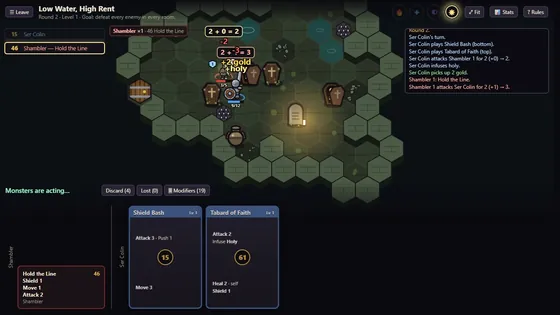 Leave
Low Water, High Rent
Round 2 · Level 1 · Goal: defeat every enemy in every room.
Fit
Stats
? Rules
15 Ser Colin
46 Shambler — Hold the Line
Shambler ×1 · 46 Hold the Line
2 + 0 = 2
-2
+2 gold
+holy
Round 2.
Ser Colin's turn.
Ser Colin plays Shield Bash (bottom).
Ser Colin plays Tabard of Faith (top).
Ser Colin attacks Shambler 1 for 2 (+0) → 2.
Ser Colin infuses holy.
Ser Colin picks up 2 gold.
Shambler 1: Hold the Line.
Shambler 1 attacks Ser Colin for 2 (+1) → 3.
Monsters are acting...
Discard (4)
Lost (0)
Modifiers (19)
Shambler
Hold the Line 46
Shield 1
Move 1
Attack 2
Shambler
Ser Colin
Shield Bash Lv 1
Attack 3 · Push 1
15
Move 3
Tabard of Faith Lv 1
Attack 2
Infuse Holy
61
Heal 2 · self
Shield 1